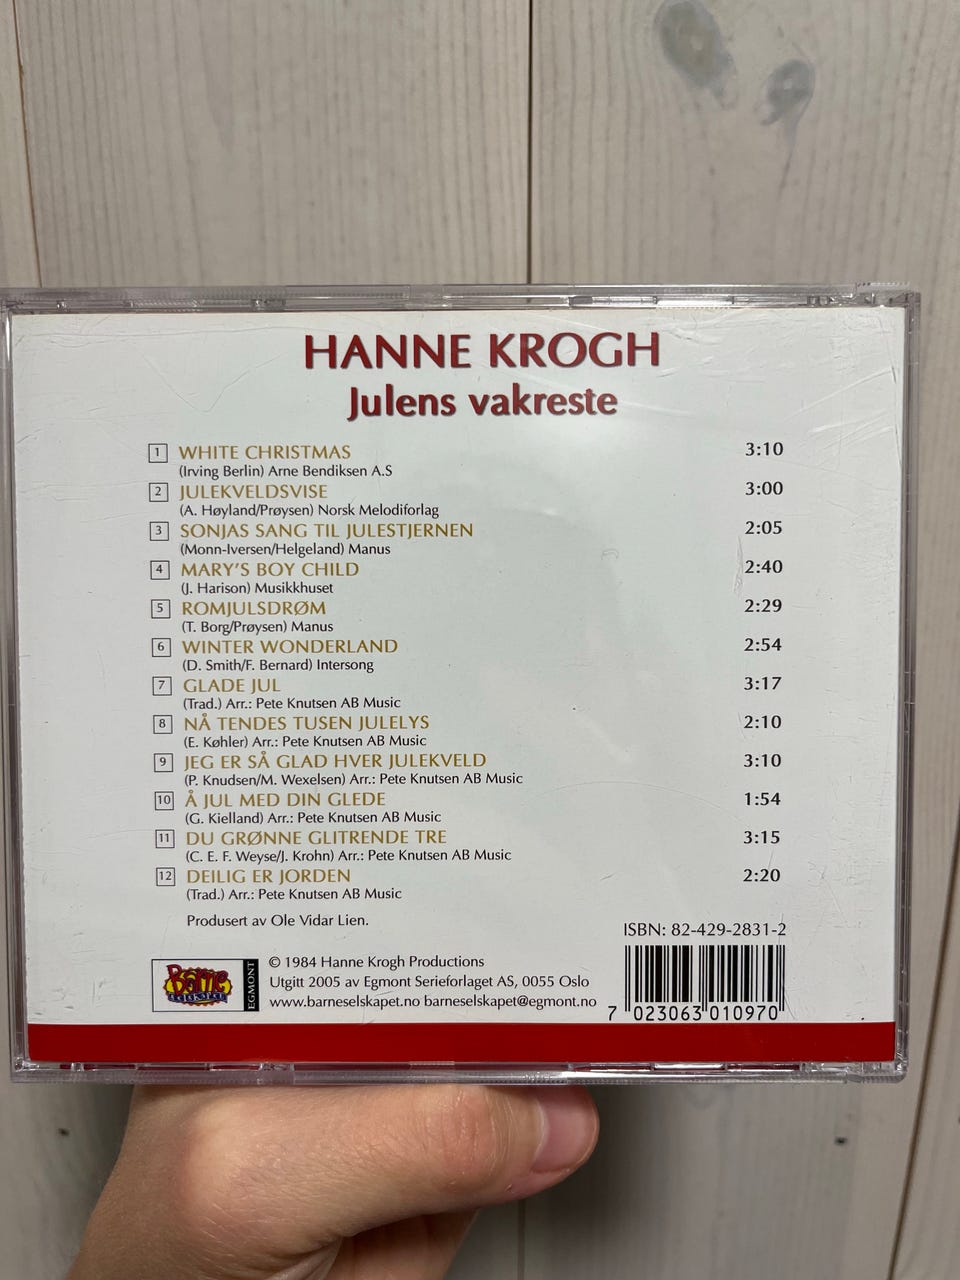 HANNE KROGH
Julens vakreste
1 WHITE CHRISTMAS 3:10
(Irving Berlin) Arne Bendiksen A.S
2 JULEKVELDSVISE 3:00
(A. Høyland/Prøysen) Norsk Melodiforlag
3 SONJAS SANG TIL JULESTJERNEN 2:05
(Monn-Iversen/Helgeland) Manus
4 MARY'S BOY CHILD 2:40
(J. Harison) Musikkhuset
5 ROMJULSDRØM 2:29
(T. Borg/Prøysen) Manus
6 WINTER WONDERLAND 2:54
(D. Smith/F. Bernard) Intersong
7 GLADE JUL 3:17
(Trad.) Arr.: Pete Knutsen AB Music
8 NÅ TENDES TUSEN JULELYS 2:10
(E. Køhler) Arr.: Pete Knutsen AB Music
9 JEG ER SÅ GLAD HVER JULEKVELD 3:10
(P. Knudsen/M. Wexelsen) Arr.: Pete Knutsen AB Music
10 Å JUL MED DIN GLEDE 1:54
(G. Kielland) Arr.: Pete Knutsen AB Music
11 DU GRØNNE GLITRENDE TRE 3:15
(C. E. F. Weyse/J. Krohn) Arr.: Pete Knutsen AB Music
12 DEILIG ER JORDEN 2:20
(Trad.) Arr.: Pete Knutsen AB Music
Produsert av Ole Vidar Lien.
ISBN: 82-429-2831-2
Barne
SELSKAPET
EGMONT
© 1984 Hanne Krogh Productions
Utgitt 2005 av Egmont Serieforlaget AS, 0055 Oslo
www.barneselskapet.no barneselskapet@egmont.no
7 023063 010970